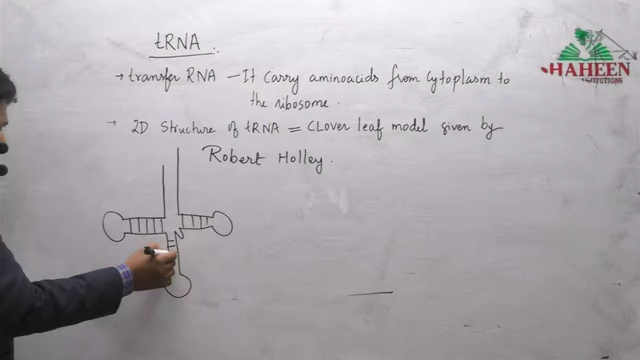 tRNA :
→ transfer RNA – It carry aminoacids from cytoplasm to
the ribosome.
→ 2D structure of tRNA = Clover leaf model given by
Robert Holley.
HAHEEN